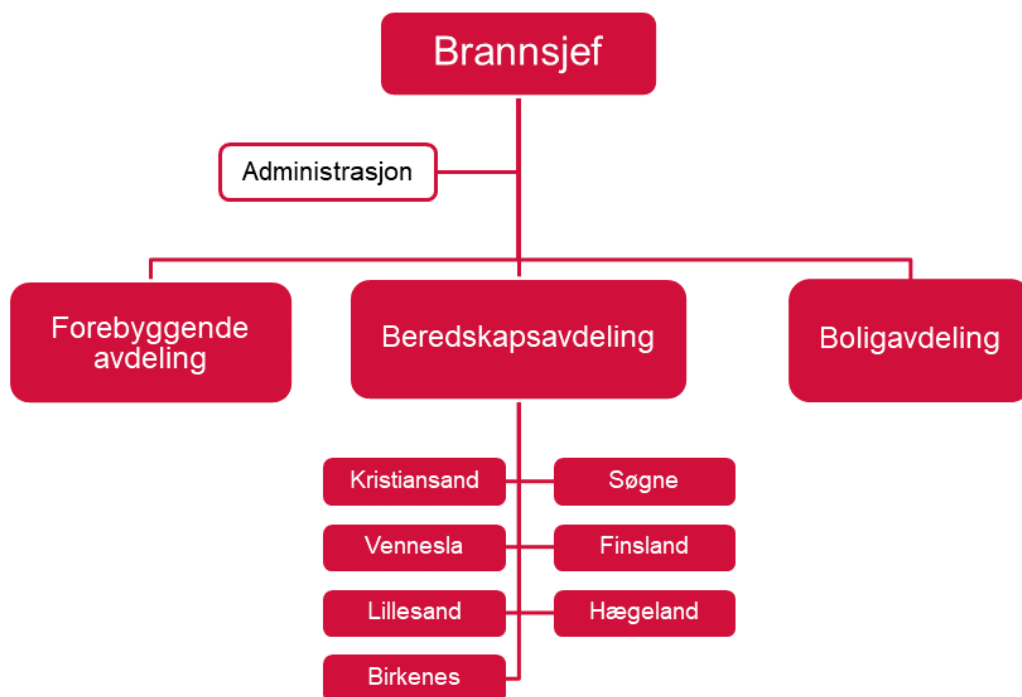 Brannsjef
Administrasjon
Forebyggende
avdeling
Beredskapsavdeling
Boligavdeling
Kristiansand
Søgne
Vennesla
Finsland
Lillesand
Hægeland
Birkenes